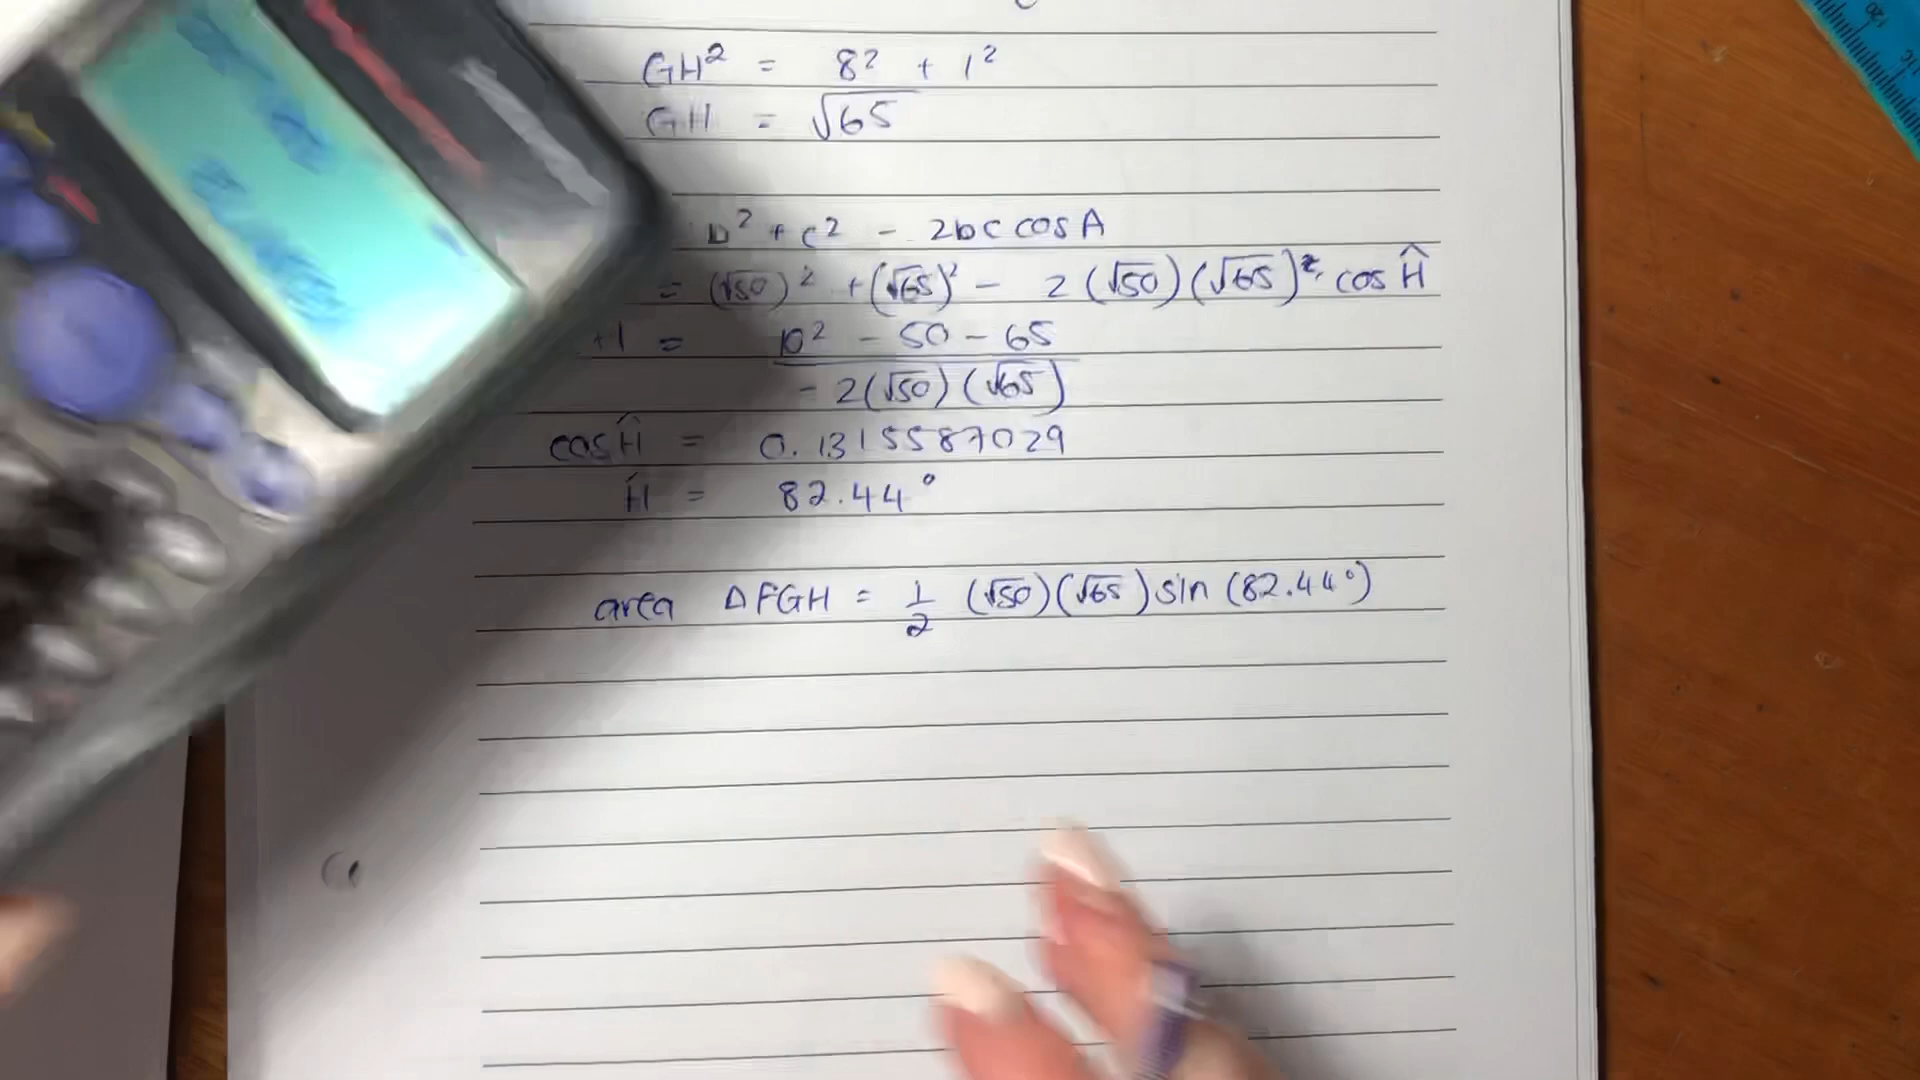 GH² = 8² + 1²
GH = √65
b² + c² - 2bc cos A
= (√50)² + (√65)² - 2(√50)(√65) cos Ĥ
= 10² - 50 - 65
- 2(√50)(√65)
cos Ĥ = 0.1315587029
Ĥ = 82.44°
area ΔFGH = 1/2 (√50)(√65) sin (82.44°)